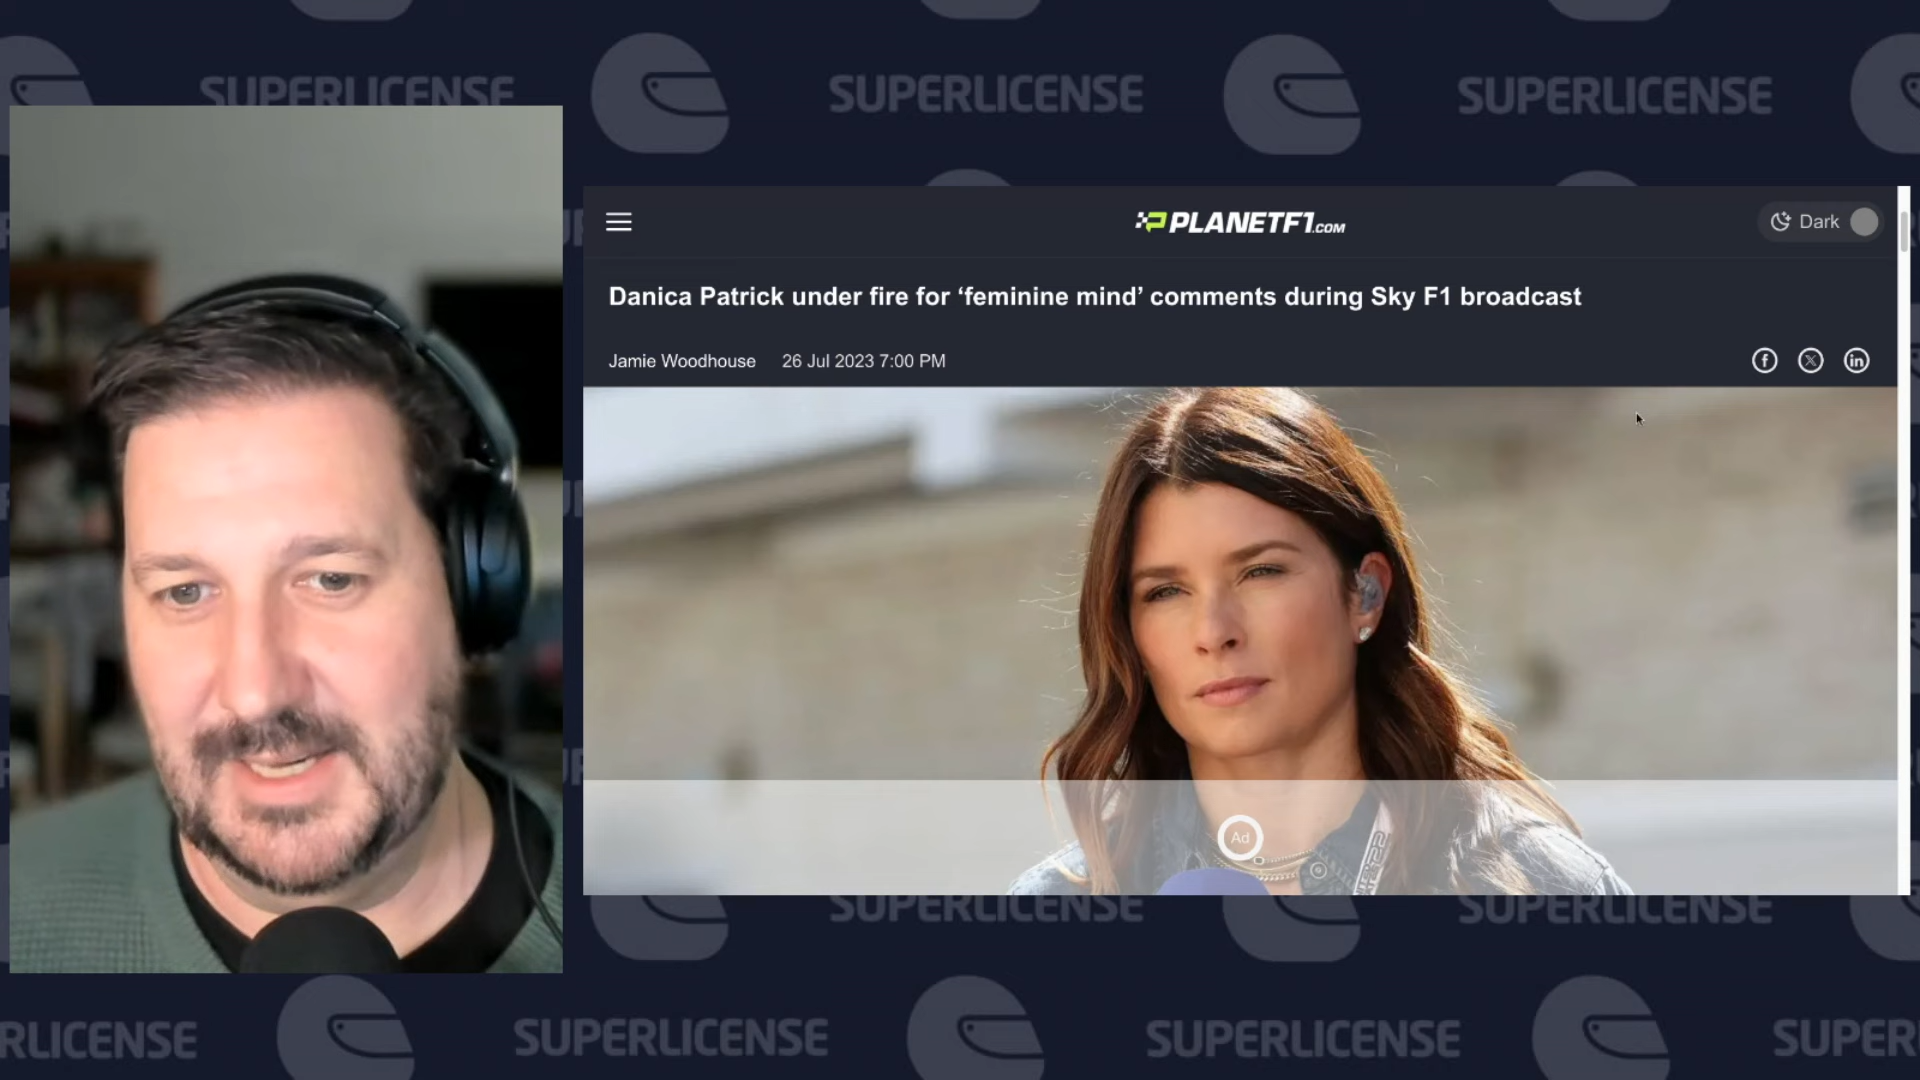 SUPERLICENSE SUPERLICENSE SUPERLICENSE
PLANETF1.COM
Dark
Danica Patrick under fire for ‘feminine mind’ comments during Sky F1 broadcast
Jamie Woodhouse 26 Jul 2023 7:00 PM
Ad
SUPERLICENSE SUPERLICENSE
RLICENSE SUPERLICENSE SUPERLICENSE SUPER